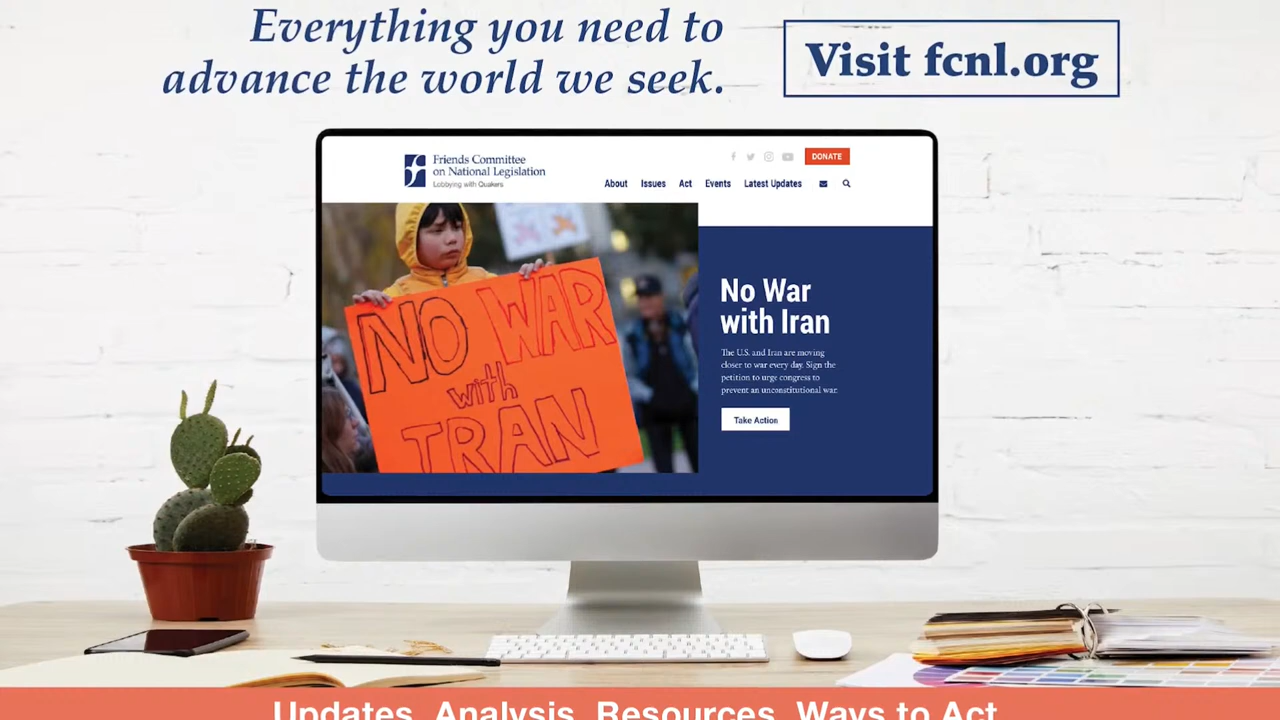 Everything you need to
advance the world we seek.
Visit fcnl.org
Friends Committee
on National Legislation
Lobbying with Quakers
DONATE
About Issues Act Events Latest Updates
NO WAR
with
IRAN
No War
with Iran
The U.S. and Iran are moving
closer to war every day. Sign the
petition to urge congress to
prevent an unconstitutional war.
Take Action
Updates. Analysis. Resources. Ways to Act.